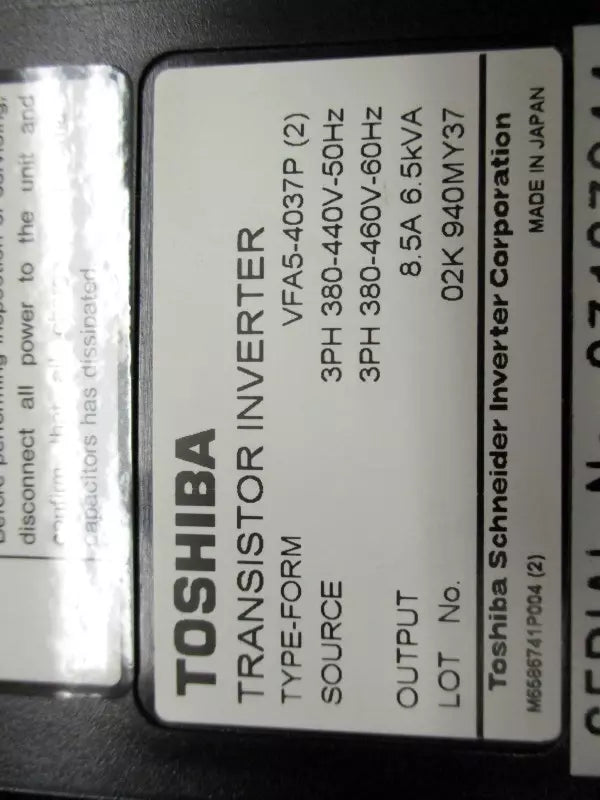 disconnect all power to the unit and
capacitors has dissipated.
TOSHIBA
TRANSISTOR INVERTER
TYPE-FORM VFA5-4037P (2)
SOURCE 3PH 380-440V-50Hz
3PH 380-460V-60Hz
OUTPUT 8.5A 6.5kVA
LOT No. 02K 940MY37
Toshiba Schneider Inverter Corporation
M6586741P004 (2) MADE IN JAPAN